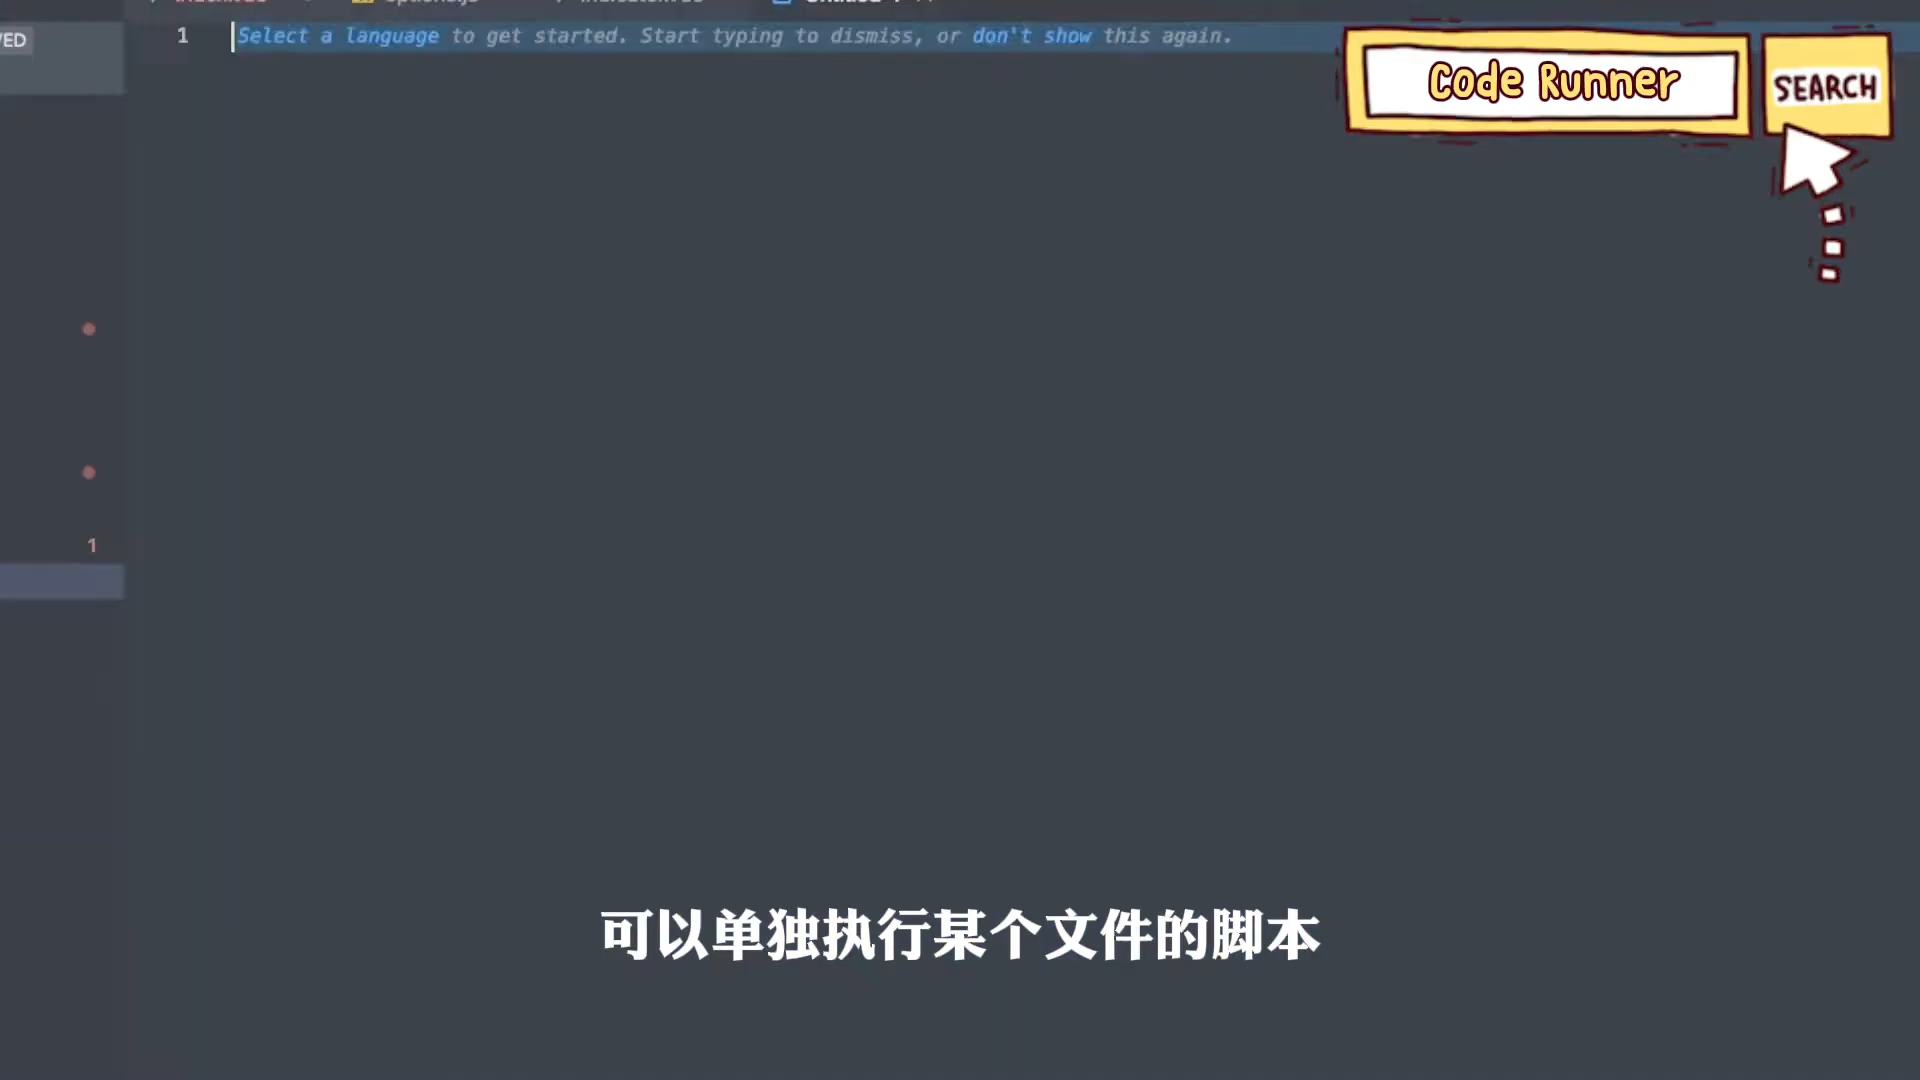 VED
1
Select a language to get started. Start typing to dismiss, or don't show this again.
Code Runner
SEARCH
1
可以单独执行某个文件的脚本